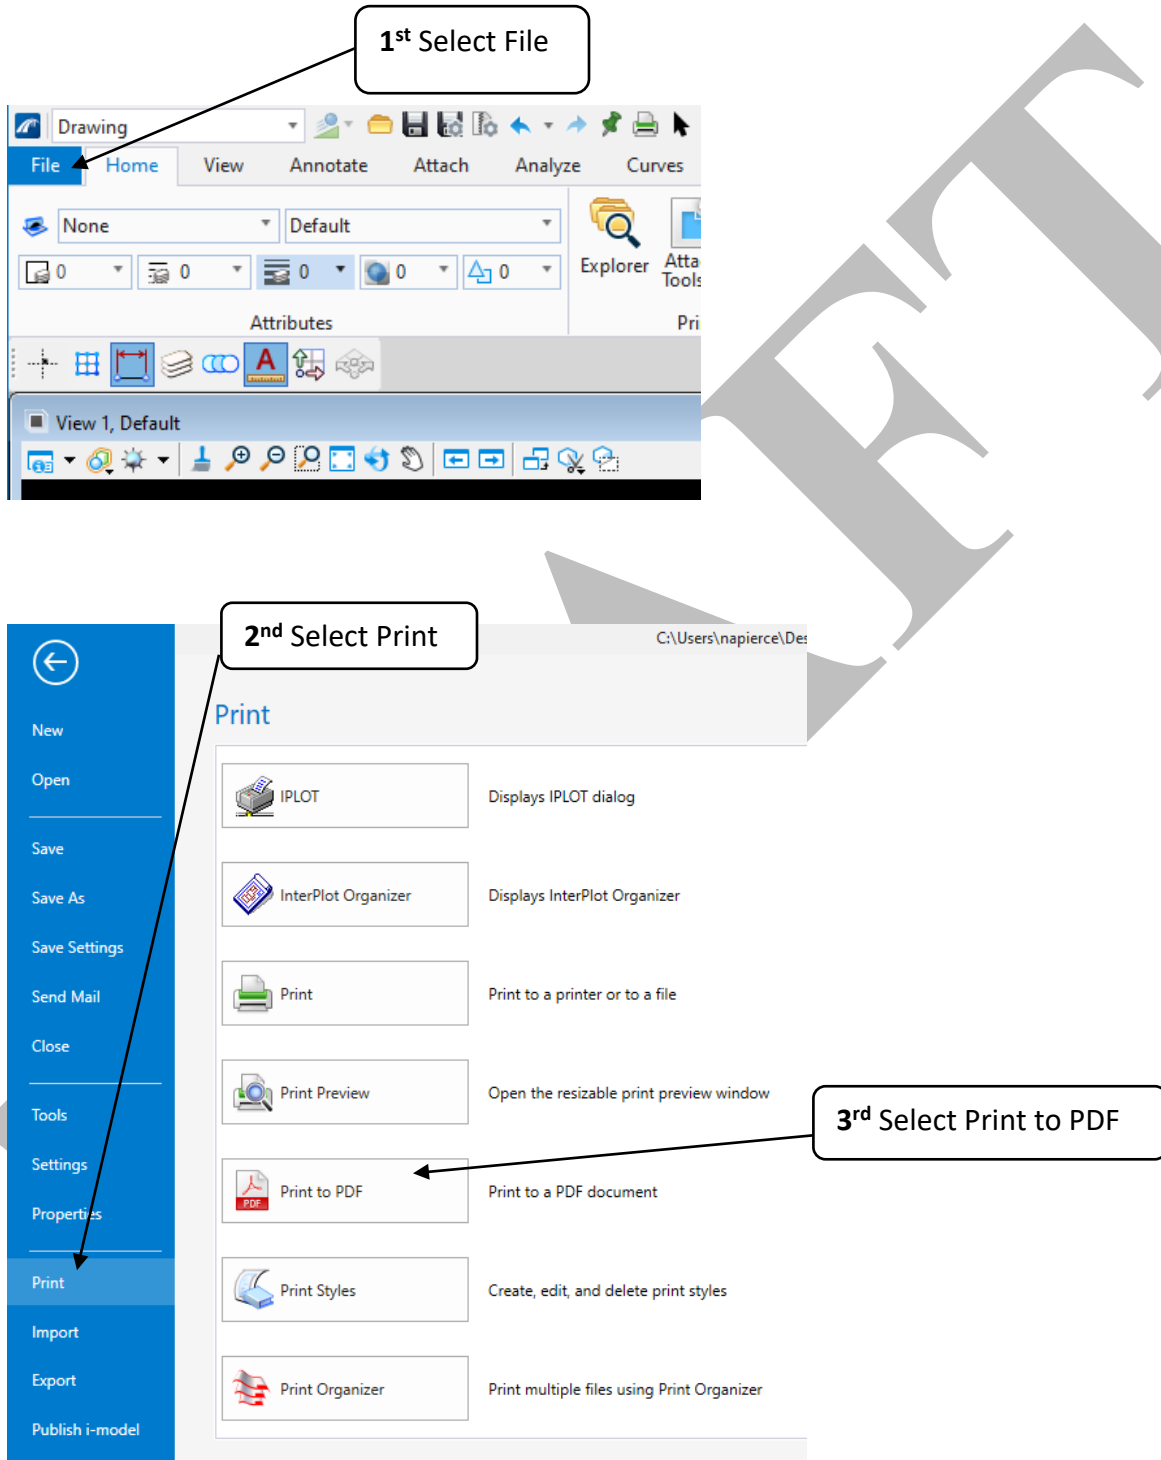 1st Select File
Drawing
File Home View Annotate Attach Analyze Curves
None Default
0 0 0 0 0
Explorer
Tools
Attributes
View 1, Default
2nd Select Print
C:\Users\napierce\Des
Print
New
Open
Save
Save As
Save Settings
Send Mail
Close
Tools
Settings
Properties
Print
Import
Export
Publish i-model
IPLOT Displays IPLOT dialog
InterPlot Organizer Displays InterPlot Organizer
Print Print to a printer or to a file
Print Preview Open the resizable print preview window
3rd Select Print to PDF
Print to PDF Print to a PDF document
PDF
Print Styles Create, edit, and delete print styles
Print Organizer Print multiple files using Print Organizer